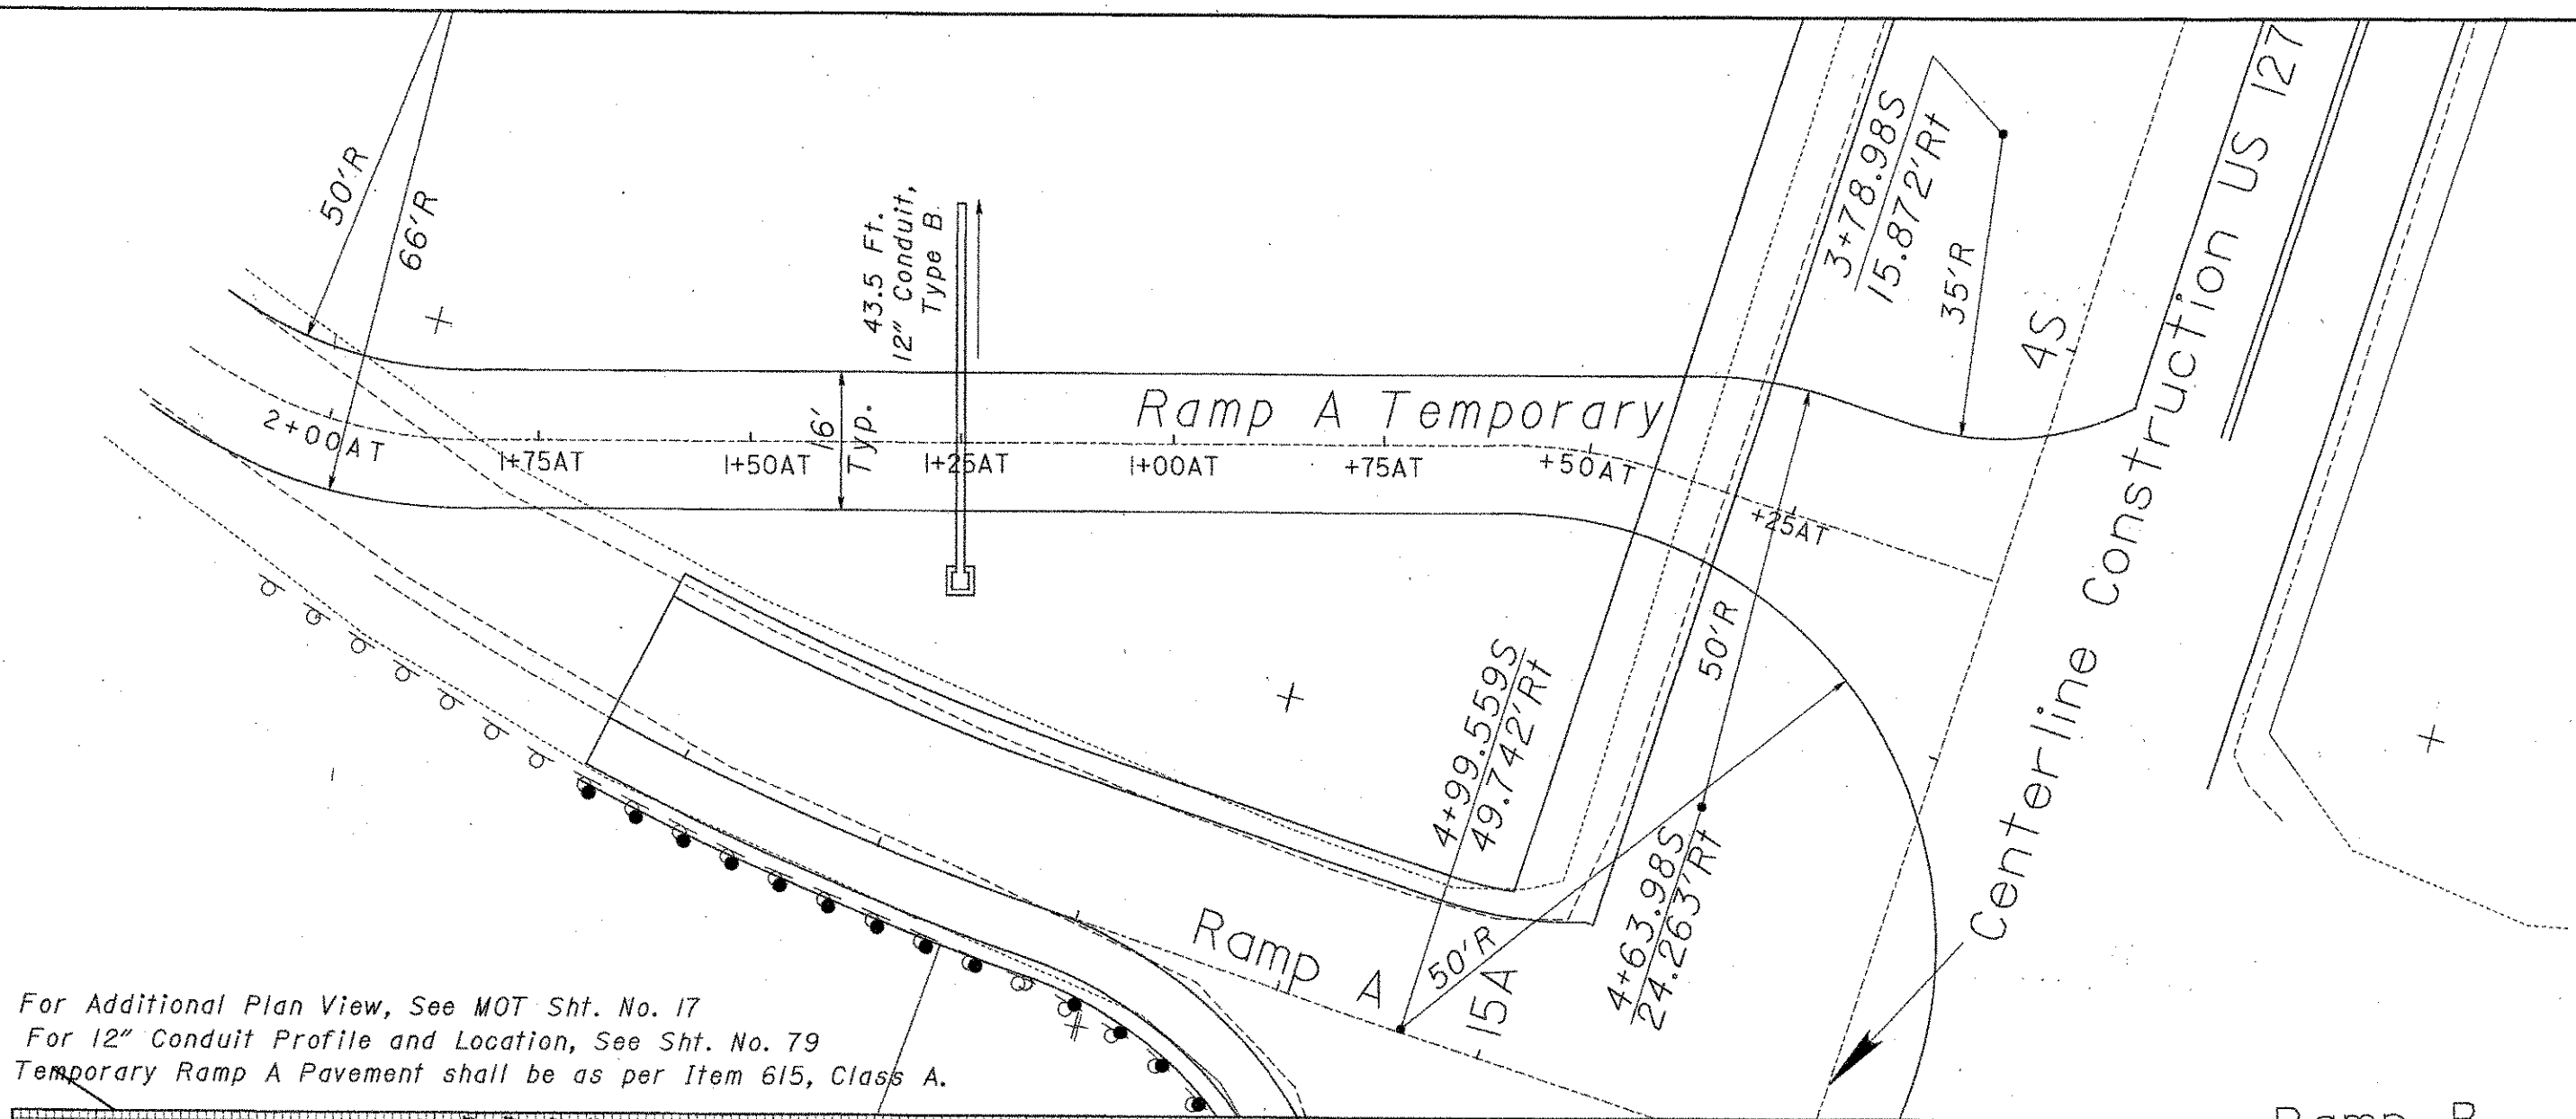 50'R
66'R
43.5 Ft.
12" Conduit,
Type B
3+78.98S
15.872'Rt
35'R
4S
Centerline Construction US 127
Ramp A Temporary
16'
Typ.
2+00AT
1+75AT
1+50AT
1+25AT
1+00AT
+75AT
+50AT
+25AT
50'R
4+99.559S
49.742'Rt
4+63.98S
24.263'Rt
50'R
Ramp A
15A
For Additional Plan View, See MOT Sht. No. 17
For 12" Conduit Profile and Location, See Sht. No. 79
Temporary Ramp A Pavement shall be as per Item 615, Class A.